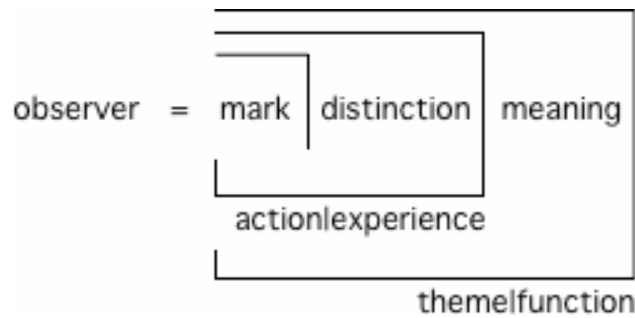 observer = mark distinction meaning
action|experience
theme|function